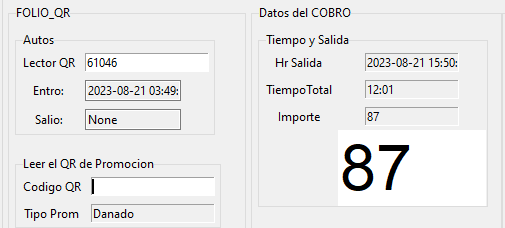 FOLIO_QR
Autos
Lector QR 61046
Entro: 2023-08-21 03:49:
Salio: None
Leer el QR de Promocion
Codigo QR
Tipo Prom Danado
Datos del COBRO
Tiempo y Salida
Hr Salida 2023-08-21 15:50:
TiempoTotal 12:01
Importe 87
87